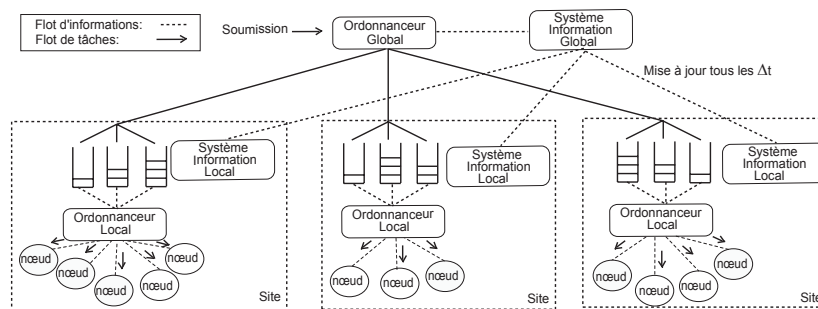 Flot d'informations:
Flot de tâches:
Soumission
Ordonnanceur
Global
Système
Information
Global
Mise à jour tous les Δt
Système
Information
Local
Ordonnanceur
Local
nœud
nœud
nœud
nœud
nœud
Site
Système
Information
Local
Ordonnanceur
Local
nœud
nœud
nœud
Site
Système
Information
Local
Ordonnanceur
Local
nœud
nœud
nœud
nœud
Site